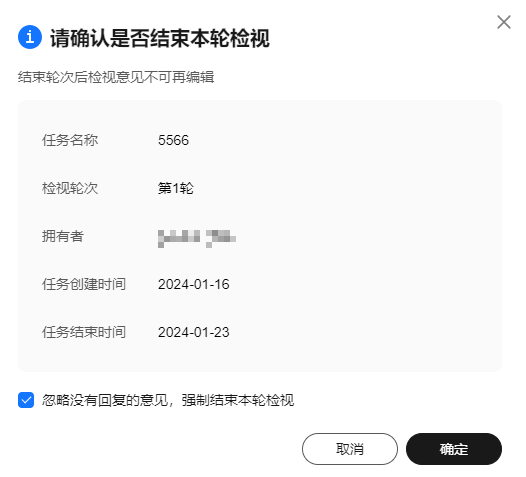 请确认是否结束本轮检视
结束轮次后检视意见不可再编辑
任务名称 5566
检视轮次 第1轮
拥有者
任务创建时间 2024-01-16
任务结束时间 2024-01-23
忽略没有回复的意见，强制结束本轮检视
取消 确定